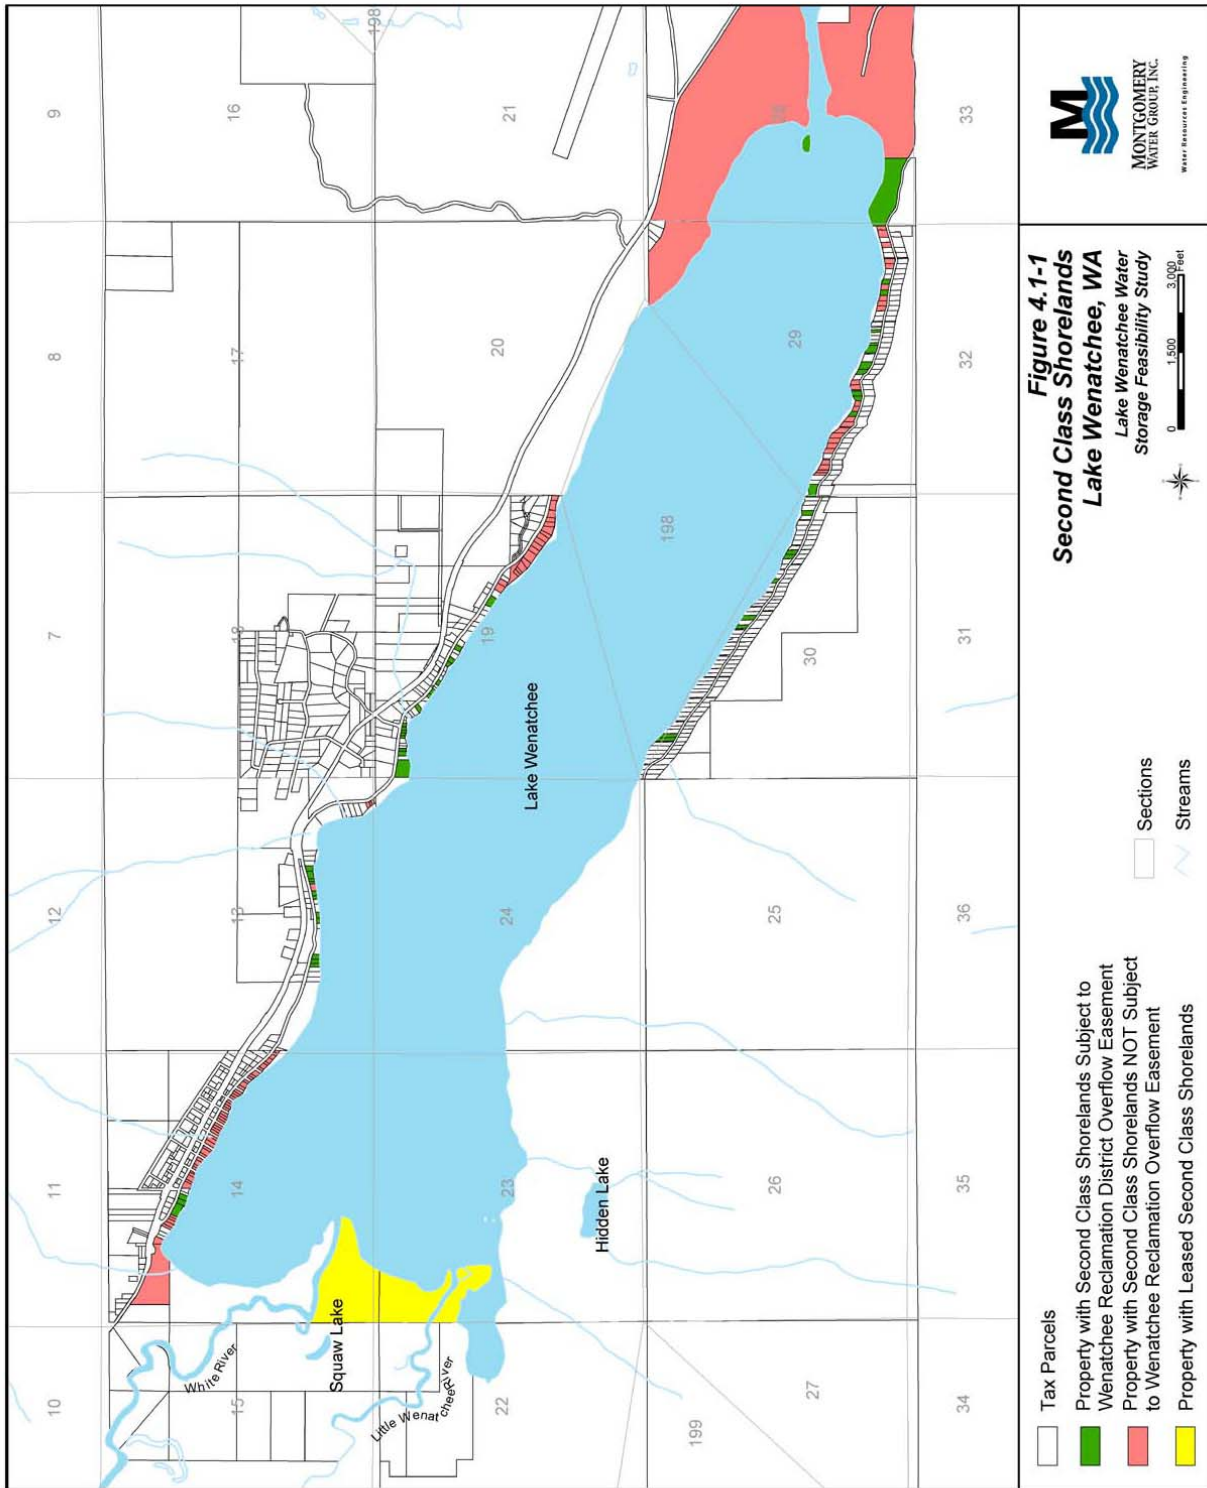 9
16
198
21
33
8
17
20
29
32
7
18
19
198
30
31
Lake Wenatchee
12
13
24
25
36
11
14
23
26
35
Hidden Lake
10
15
22
27
34
199
White River
Squaw Lake
Little Wenatchee River
Tax Parcels
Property with Second Class Shorelands Subject to
Wenatchee Reclamation District Overflow Easement
Property with Second Class Shorelands NOT Subject
to Wenatchee Reclamation Overflow Easement
Property with Leased Second Class Shorelands
Sections
Streams
Figure 4.1-1
Second Class Shorelands
Lake Wenatchee, WA
Lake Wenatchee Water
Storage Feasibility Study
0 1,500 3,000
Feet
M
MONTGOMERY
WATER GROUP, INC.
Water Resources Engineering